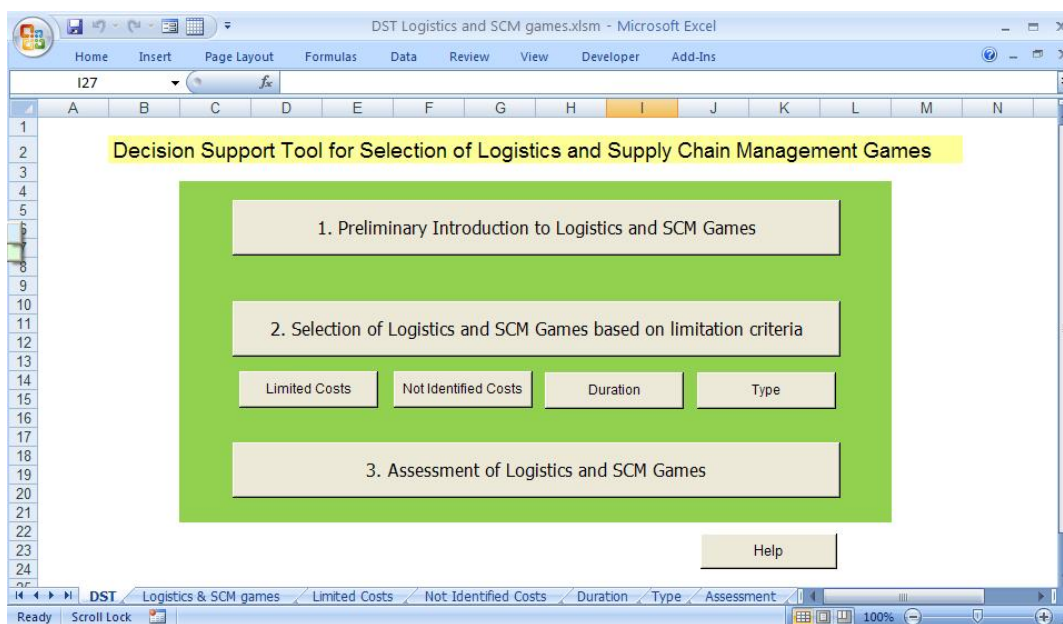 DST Logistics and SCM games.xlsm - Microsoft Excel
Home Insert Page Layout Formulas Data Review View Developer Add-Ins
I27 fx
A B C D E F G H I J K L M N
1
2
3
4
5
6
7
8
9
10
11
12
13
14
15
16
17
18
19
20
21
22
23
24
25
Decision Support Tool for Selection of Logistics and Supply Chain Management Games
1. Preliminary Introduction to Logistics and SCM Games
2. Selection of Logistics and SCM Games based on limitation criteria
Limited Costs Not Identified Costs Duration Type
3. Assessment of Logistics and SCM Games
Help
DST Logistics & SCM games Limited Costs Not Identified Costs Duration Type Assessment
Ready Scroll Lock 100%